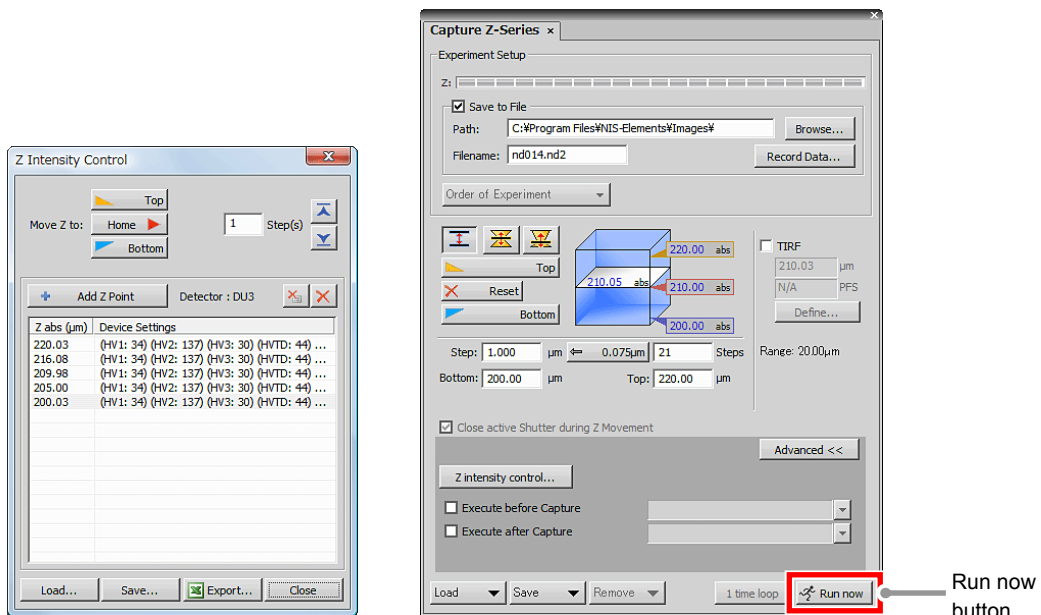 Z Intensity Control
Top
Move Z to: Home 1 Step(s)
Bottom
Add Z Point Detector : DU3
Z abs (µm) Device Settings
220.03 (HV1: 34) (HV2: 137) (HV3: 30) (HVTD: 44) ...
216.08 (HV1: 34) (HV2: 137) (HV3: 30) (HVTD: 44) ...
209.98 (HV1: 34) (HV2: 137) (HV3: 30) (HVTD: 44) ...
205.00 (HV1: 34) (HV2: 137) (HV3: 30) (HVTD: 44) ...
200.03 (HV1: 34) (HV2: 137) (HV3: 30) (HVTD: 44) ...
Load... Save... Export... Close
Capture Z-Series ×
Experiment Setup
Z:
Save to File
Path: C:¥Program Files¥NIS-Elements¥Images¥ Browse...
Filename: nd014.nd2 Record Data...
Order of Experiment
Top
Reset
Bottom
220.00 abs
210.05 abs
210.00 abs
200.00 abs
TIRF
210.03 µm
N/A PFS
Define...
Step: 1.000 µm 0.075µm 21 Steps Range: 20.00µm
Bottom: 200.00 µm Top: 220.00 µm
Close active Shutter during Z Movement
Advanced <<
Z intensity control...
Execute before Capture
Execute after Capture
Load Save Remove 1 time loop Run now
Run now
button